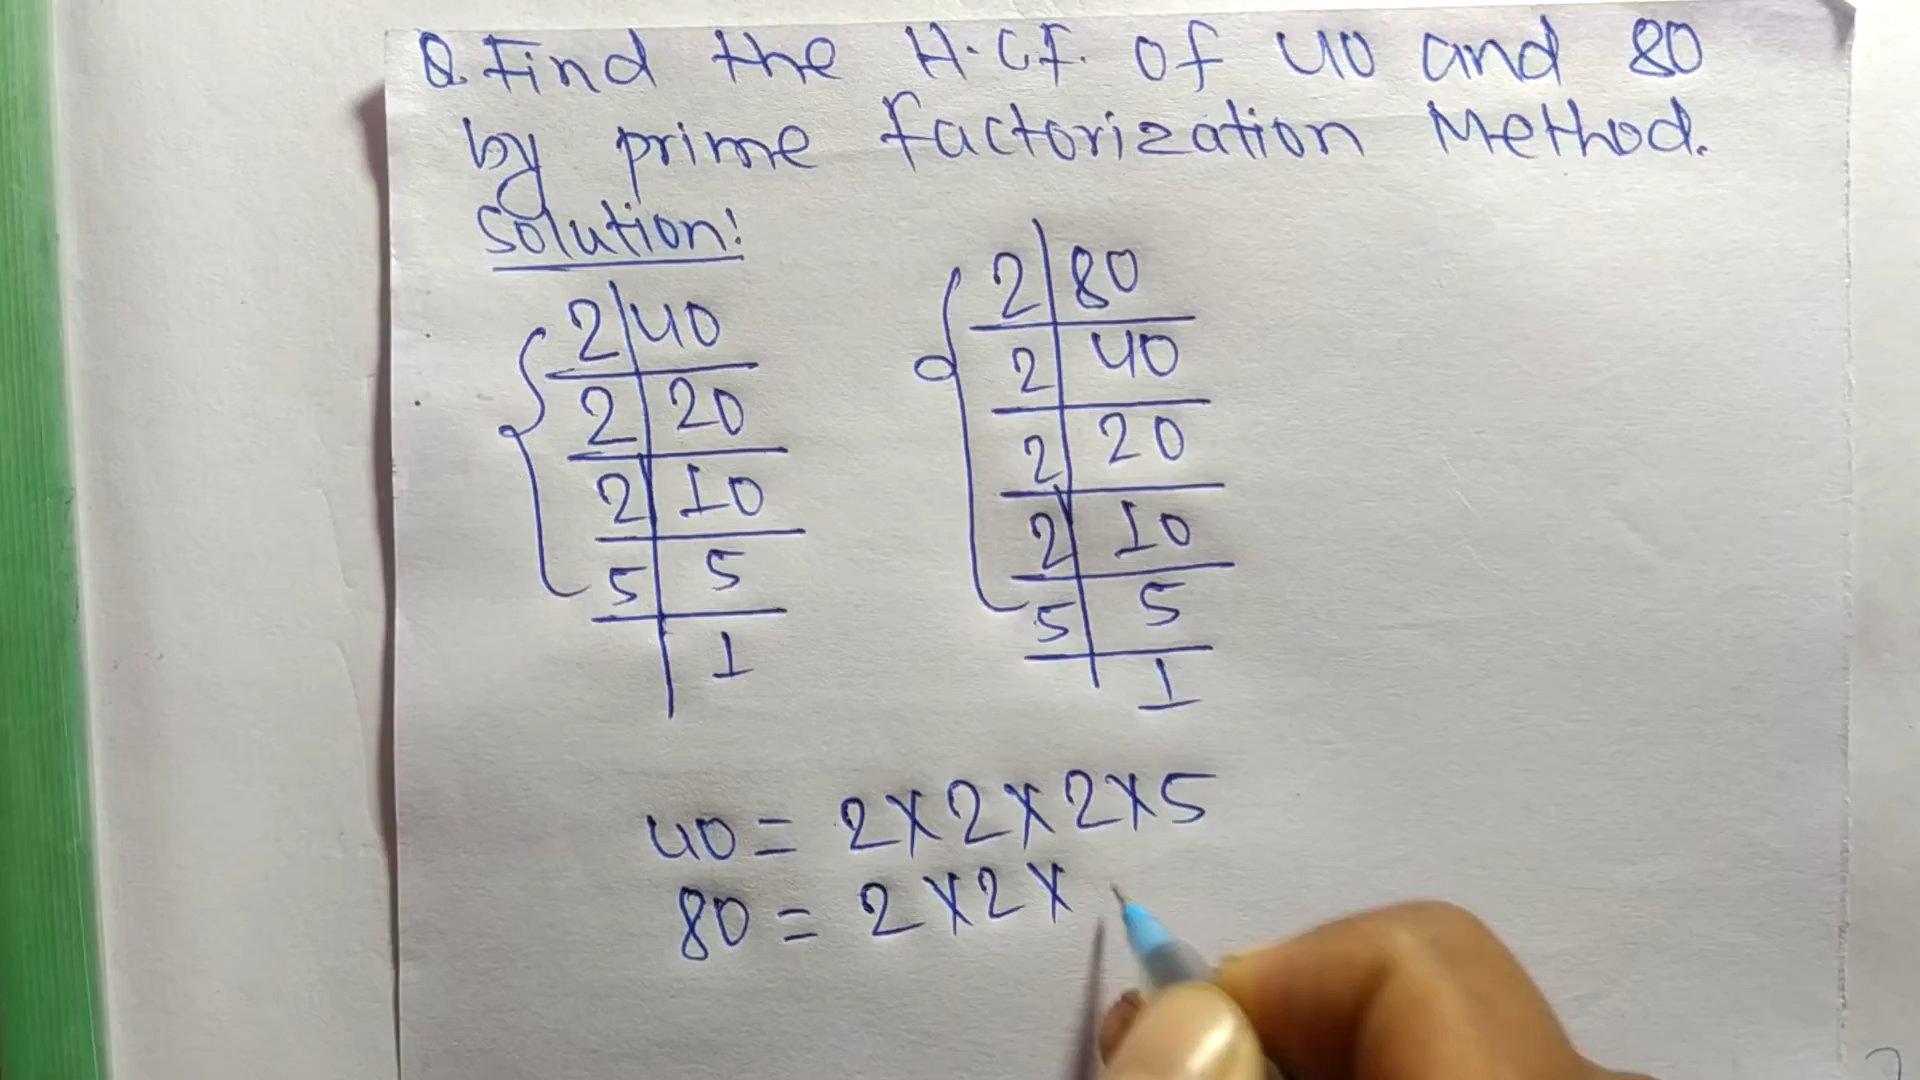 Q. Find the H.C.F. of 40 and 80
by prime factorization Method.
Solution:
2 40
2 20
2 10
5 5
1
2 80
2 40
2 20
2 10
5 5
1
40 = 2×2×2×5
80 = 2×2×